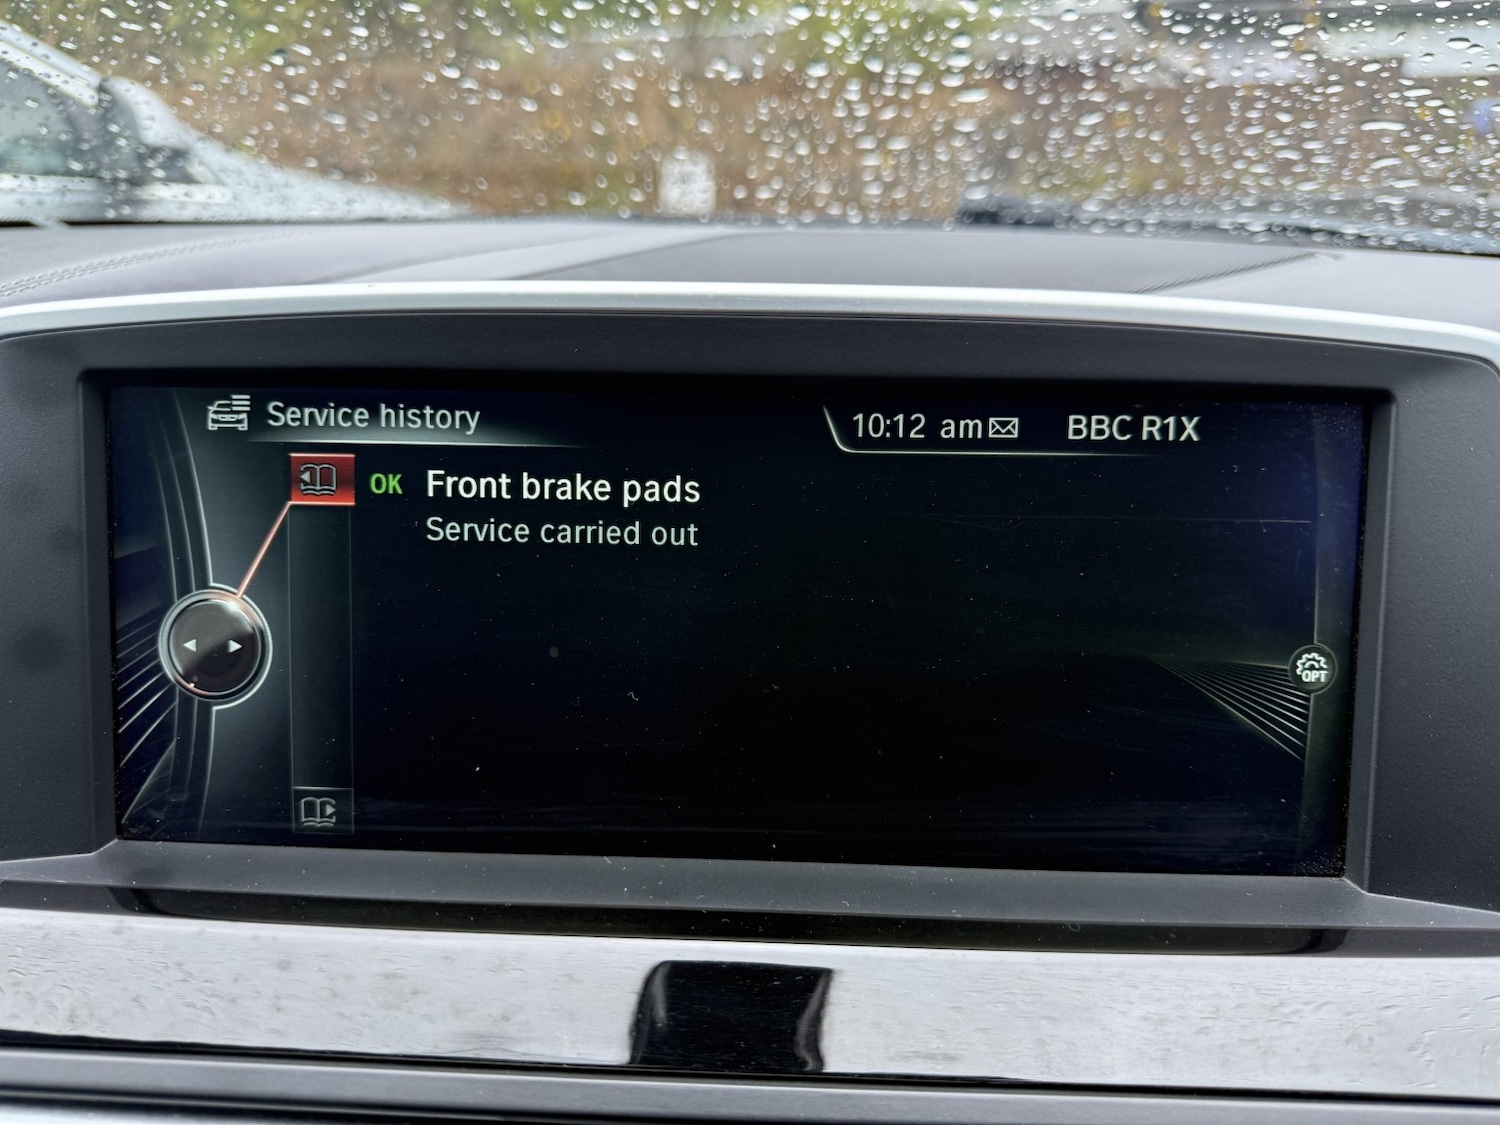 Service history
10:12 am BBC R1X
OK Front brake pads
Service carried out
OPT